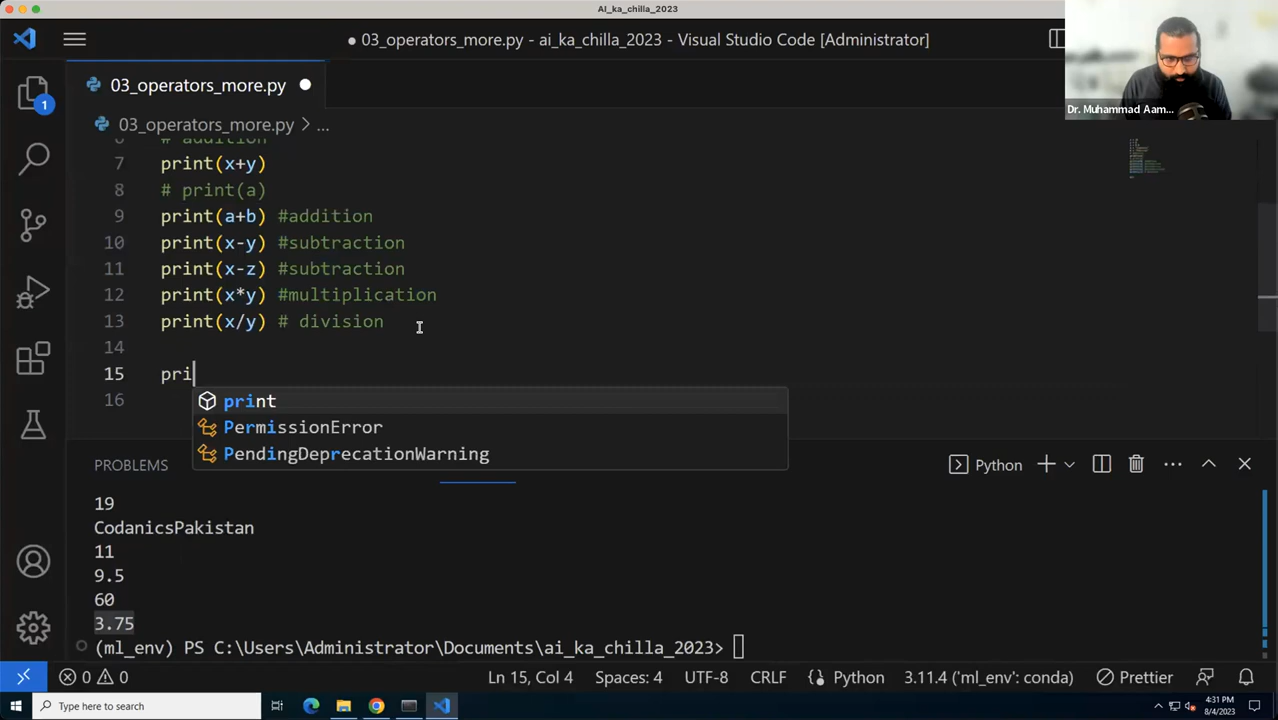 AI_ka_chilla_2023
● 03_operators_more.py - ai_ka_chilla_2023 - Visual Studio Code [Administrator]
Dr. Muhammad Aam...
03_operators_more.py
1
03_operators_more.py > ...
6 # addition
7 print(x+y)
8 # print(a)
9 print(a+b) #addition
10 print(x-y) #subtraction
11 print(x-z) #subtraction
12 print(x*y) #multiplication
13 print(x/y) # division
14
15 pri
16
print
PermissionError
PendingDeprecationWarning
PROBLEMS
Python
19
CodanicsPakistan
11
9.5
60
3.75
(ml_env) PS C:\Users\Administrator\Documents\ai_ka_chilla_2023>
0 0 Ln 15, Col 4 Spaces: 4 UTF-8 CRLF Python 3.11.4 ('ml_env': conda) Prettier
Type here to search
4:31 PM
8/4/2023